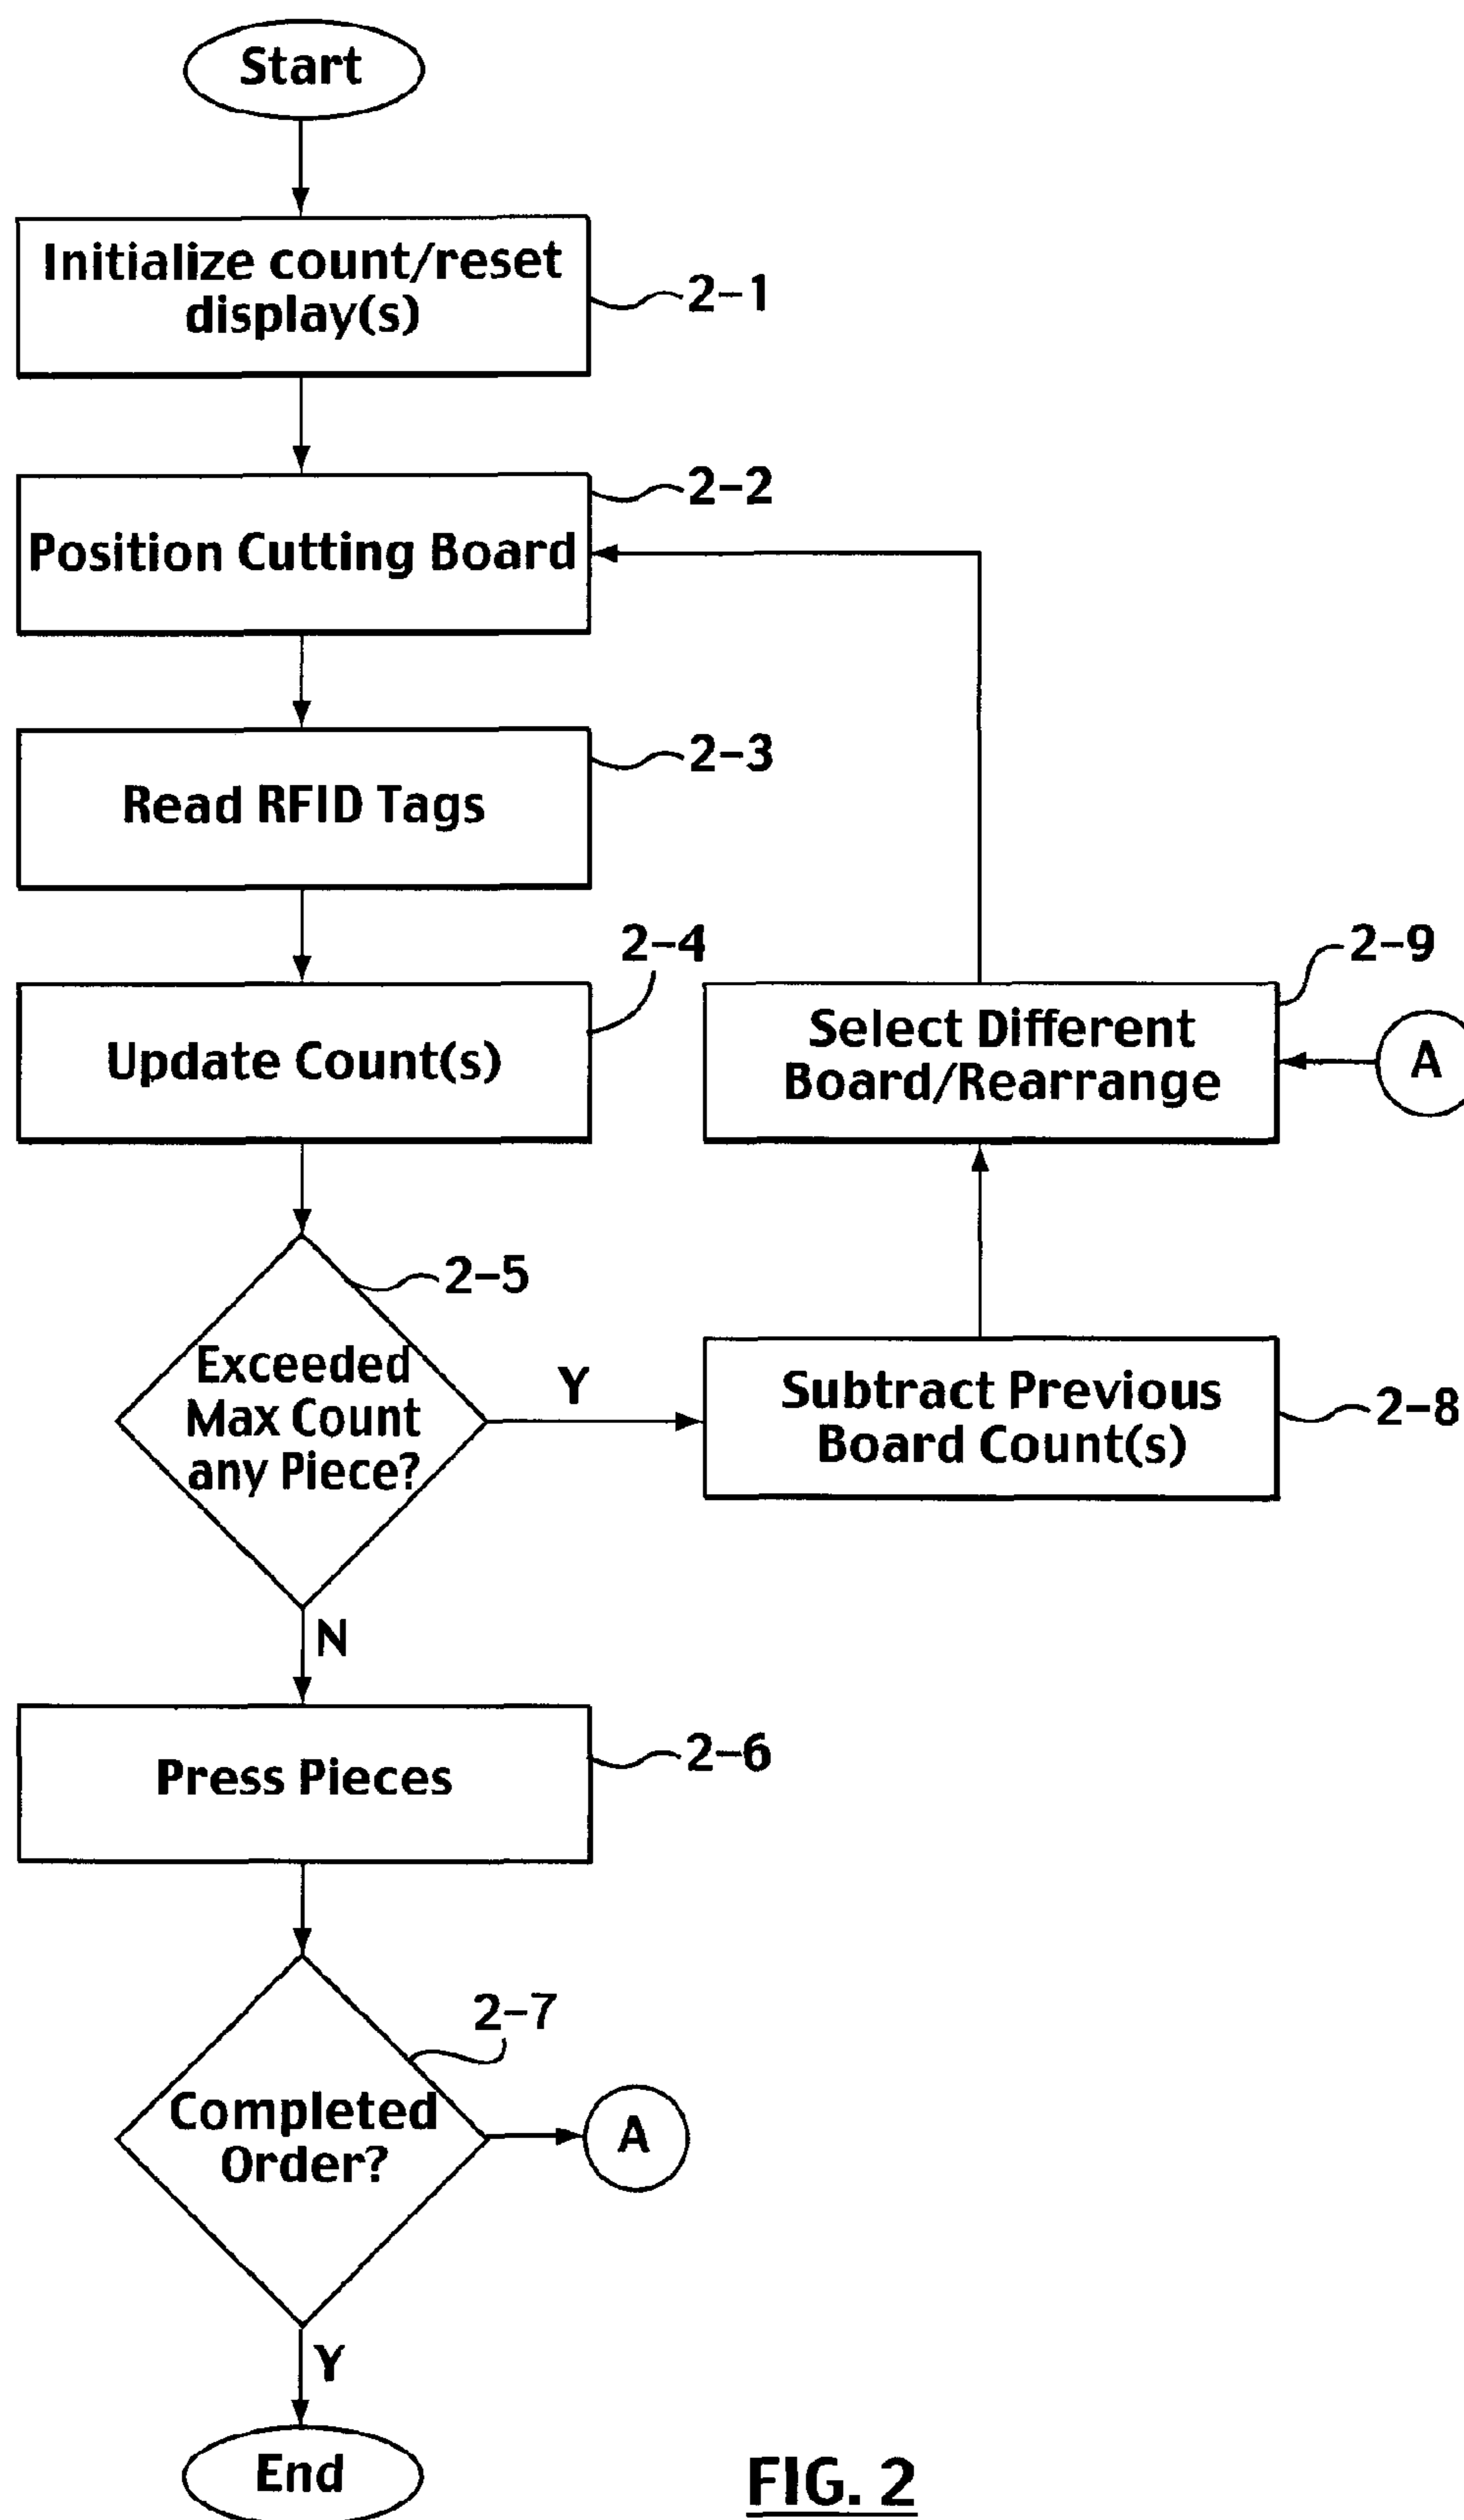 Start
Initialize count/reset
display(s)
2-1
2-2
Position Cutting Board
2-3
Read RFID Tags
2-4
Update Count(s)
2-9
Select Different
Board/Rearrange
A
2-5
Exceeded
Max Count
any Piece?
Y
Subtract Previous
Board Count(s)
2-8
N
Press Pieces
2-6
2-7
Completed
Order?
A
Y
End
FIG. 2